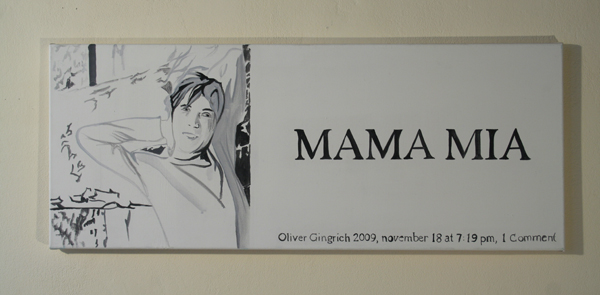 MAMA MIA
Oliver Gingrich 2009, november 18 at 7:19 pm, 1 Comment